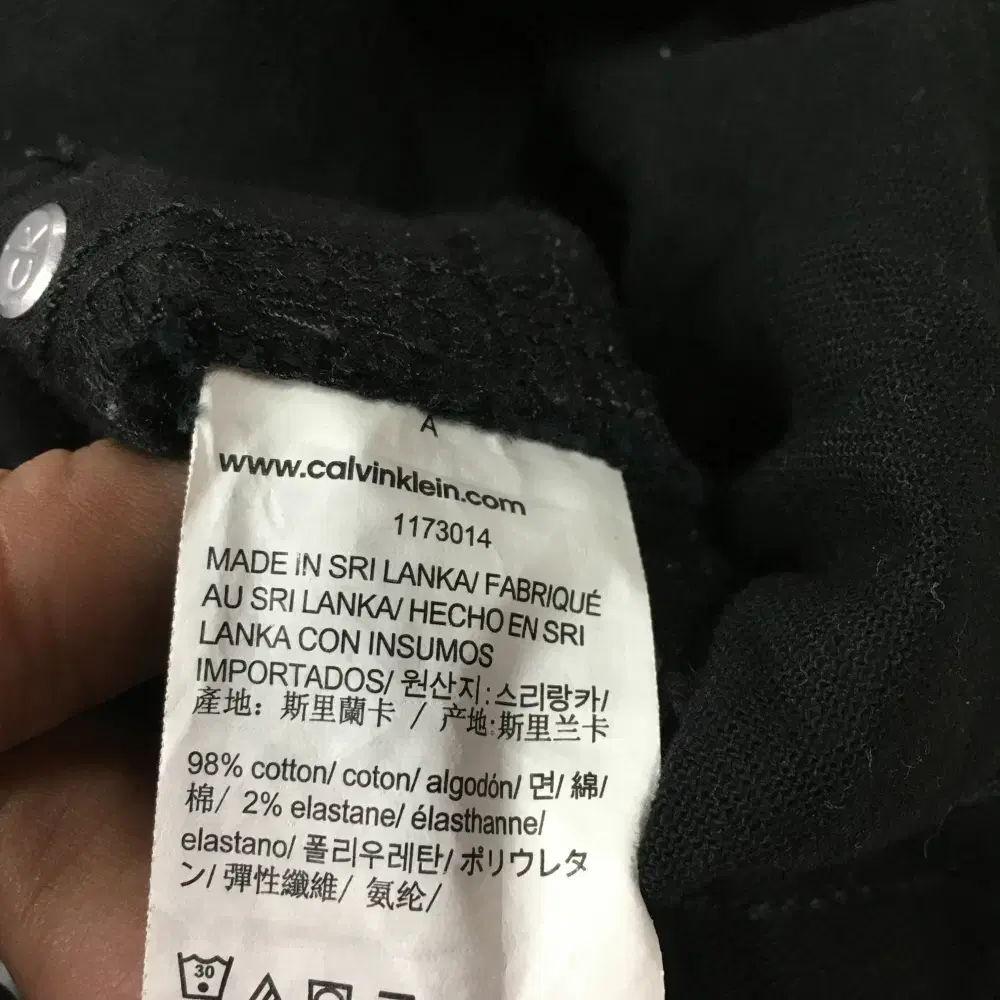 ck
A
www.calvinklein.com
1173014
MADE IN SRI LANKA/ FABRIQUÉ
AU SRI LANKA/ HECHO EN SRI
LANKA CON INSUMOS
IMPORTADOS/ 원산지:스리랑카/
產地：斯里蘭卡 / 产地:斯里兰卡
98% cotton/ coton/ algodón/ 면/ 綿/
棉/ 2% elastane/ élasthanne/
elastano/ 폴리우레탄/ ポリウレタ
ン/ 彈性纖維/ 氨纶/
30